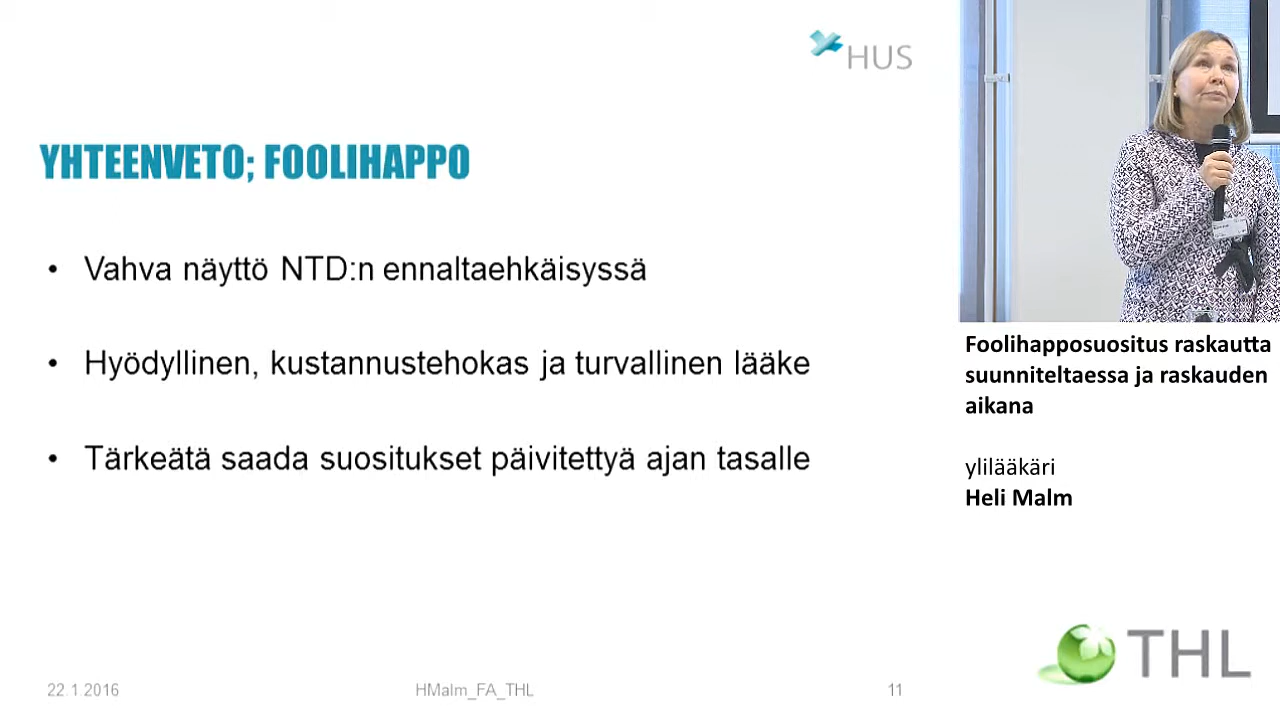 HUS
YHTEENVETO; FOOLIHAPPO
• Vahva näyttö NTD:n ennaltaehkäisyssä
• Hyödyllinen, kustannustehokas ja turvallinen lääke
• Tärkeätä saada suositukset päivitettyä ajan tasalle
22.1.2016
HMalm_FA_THL
11
Foolihapposuositus raskautta
suunniteltaessa ja raskauden
aikana
ylilääkäri
Heli Malm
THL